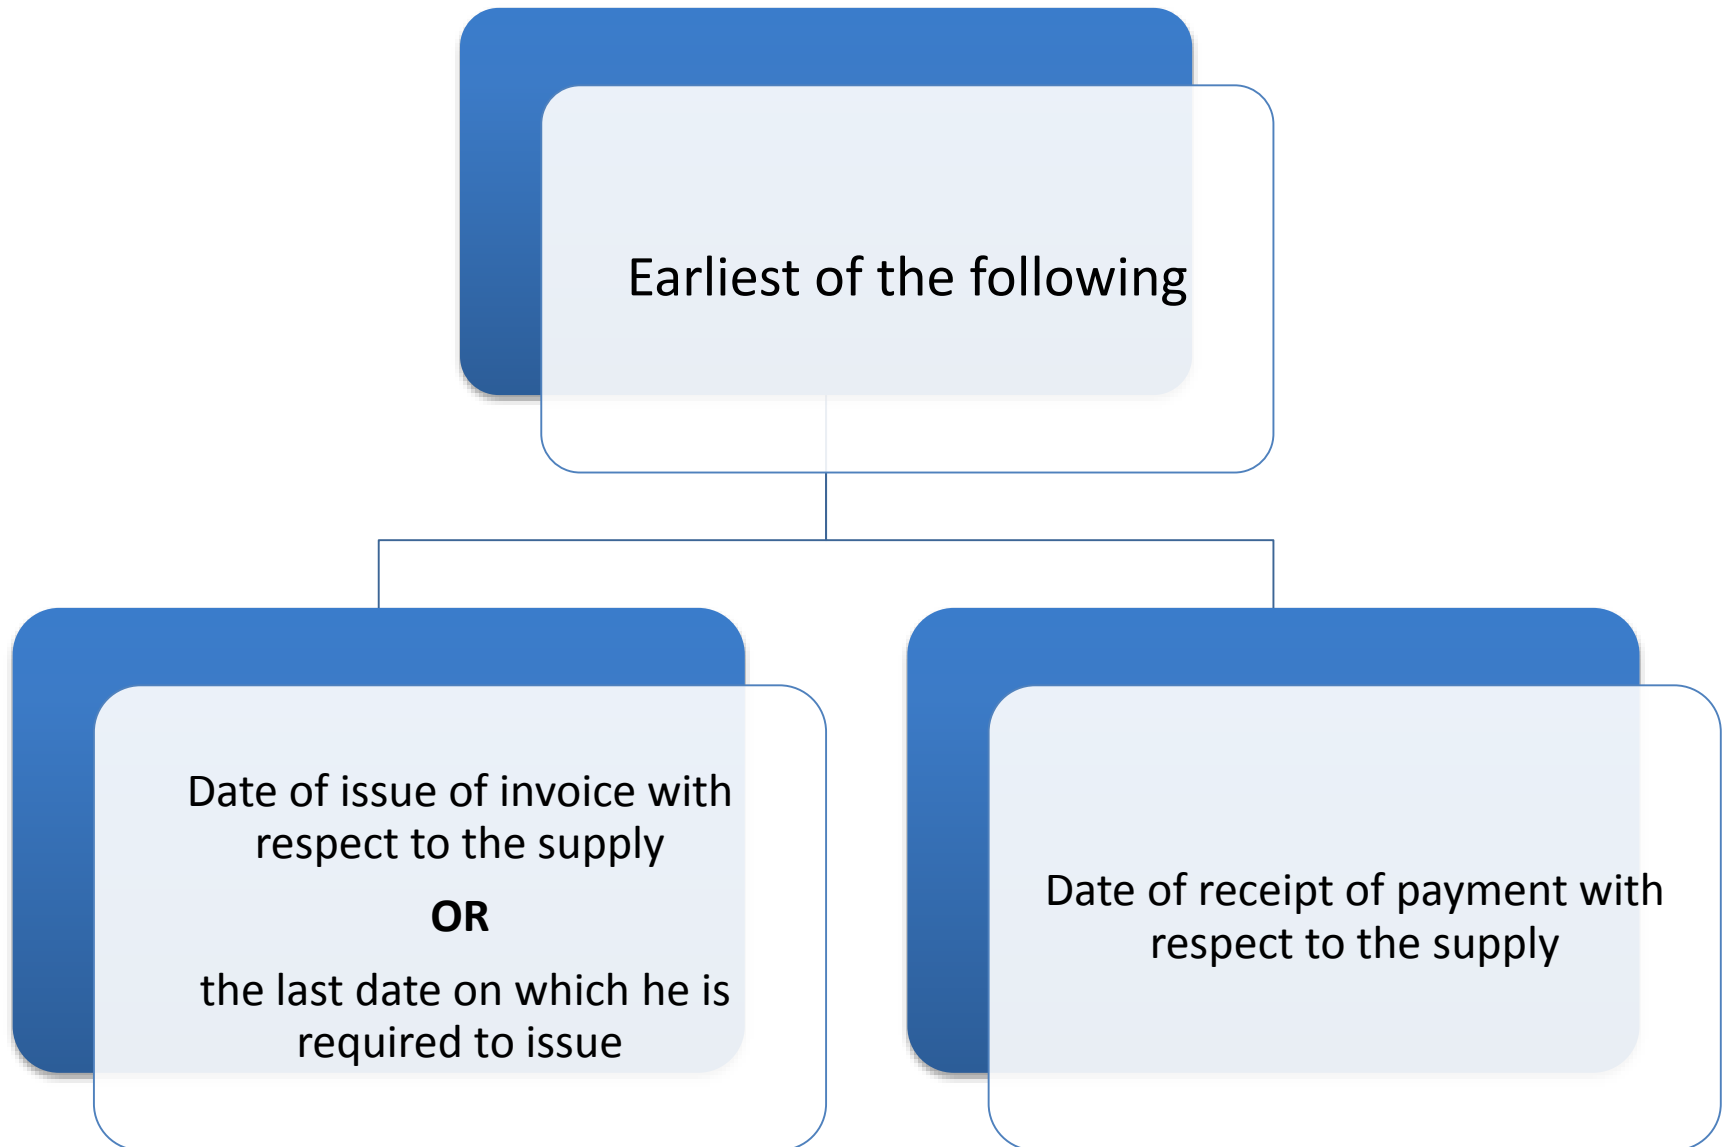 Earliest of the following
Date of issue of invoice with
respect to the supply
OR
the last date on which he is
required to issue
Date of receipt of payment with
respect to the supply